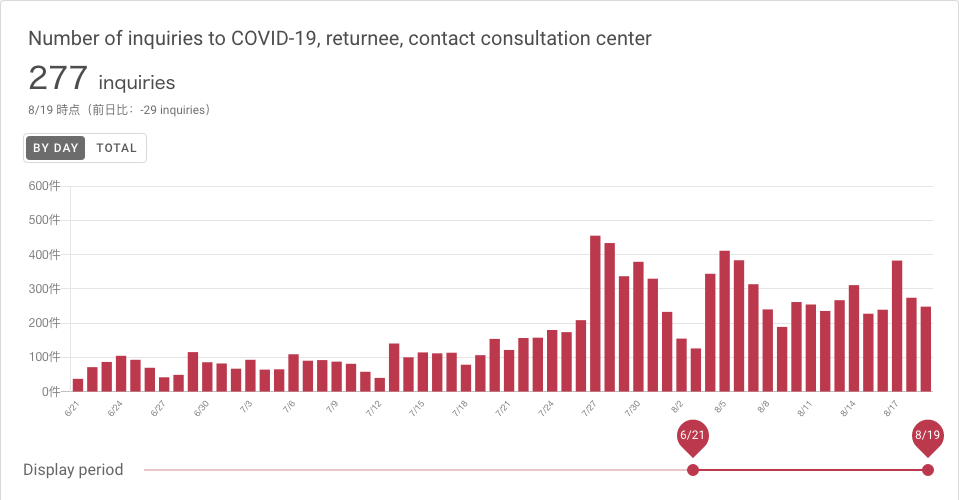 Number of inquiries to COVID-19, returnee, contact consultation center
277 inquiries
8/19 時点（前日比：-29 inquiries）
BY DAY TOTAL
600件
500件
400件
300件
200件
100件
0件
6/21 6/24 6/27 6/30 7/3 7/6 7/9 7/12 7/15 7/18 7/21 7/24 7/27 7/30 8/2 8/5 8/8 8/11 8/14 8/17
6/21 8/19
Display period